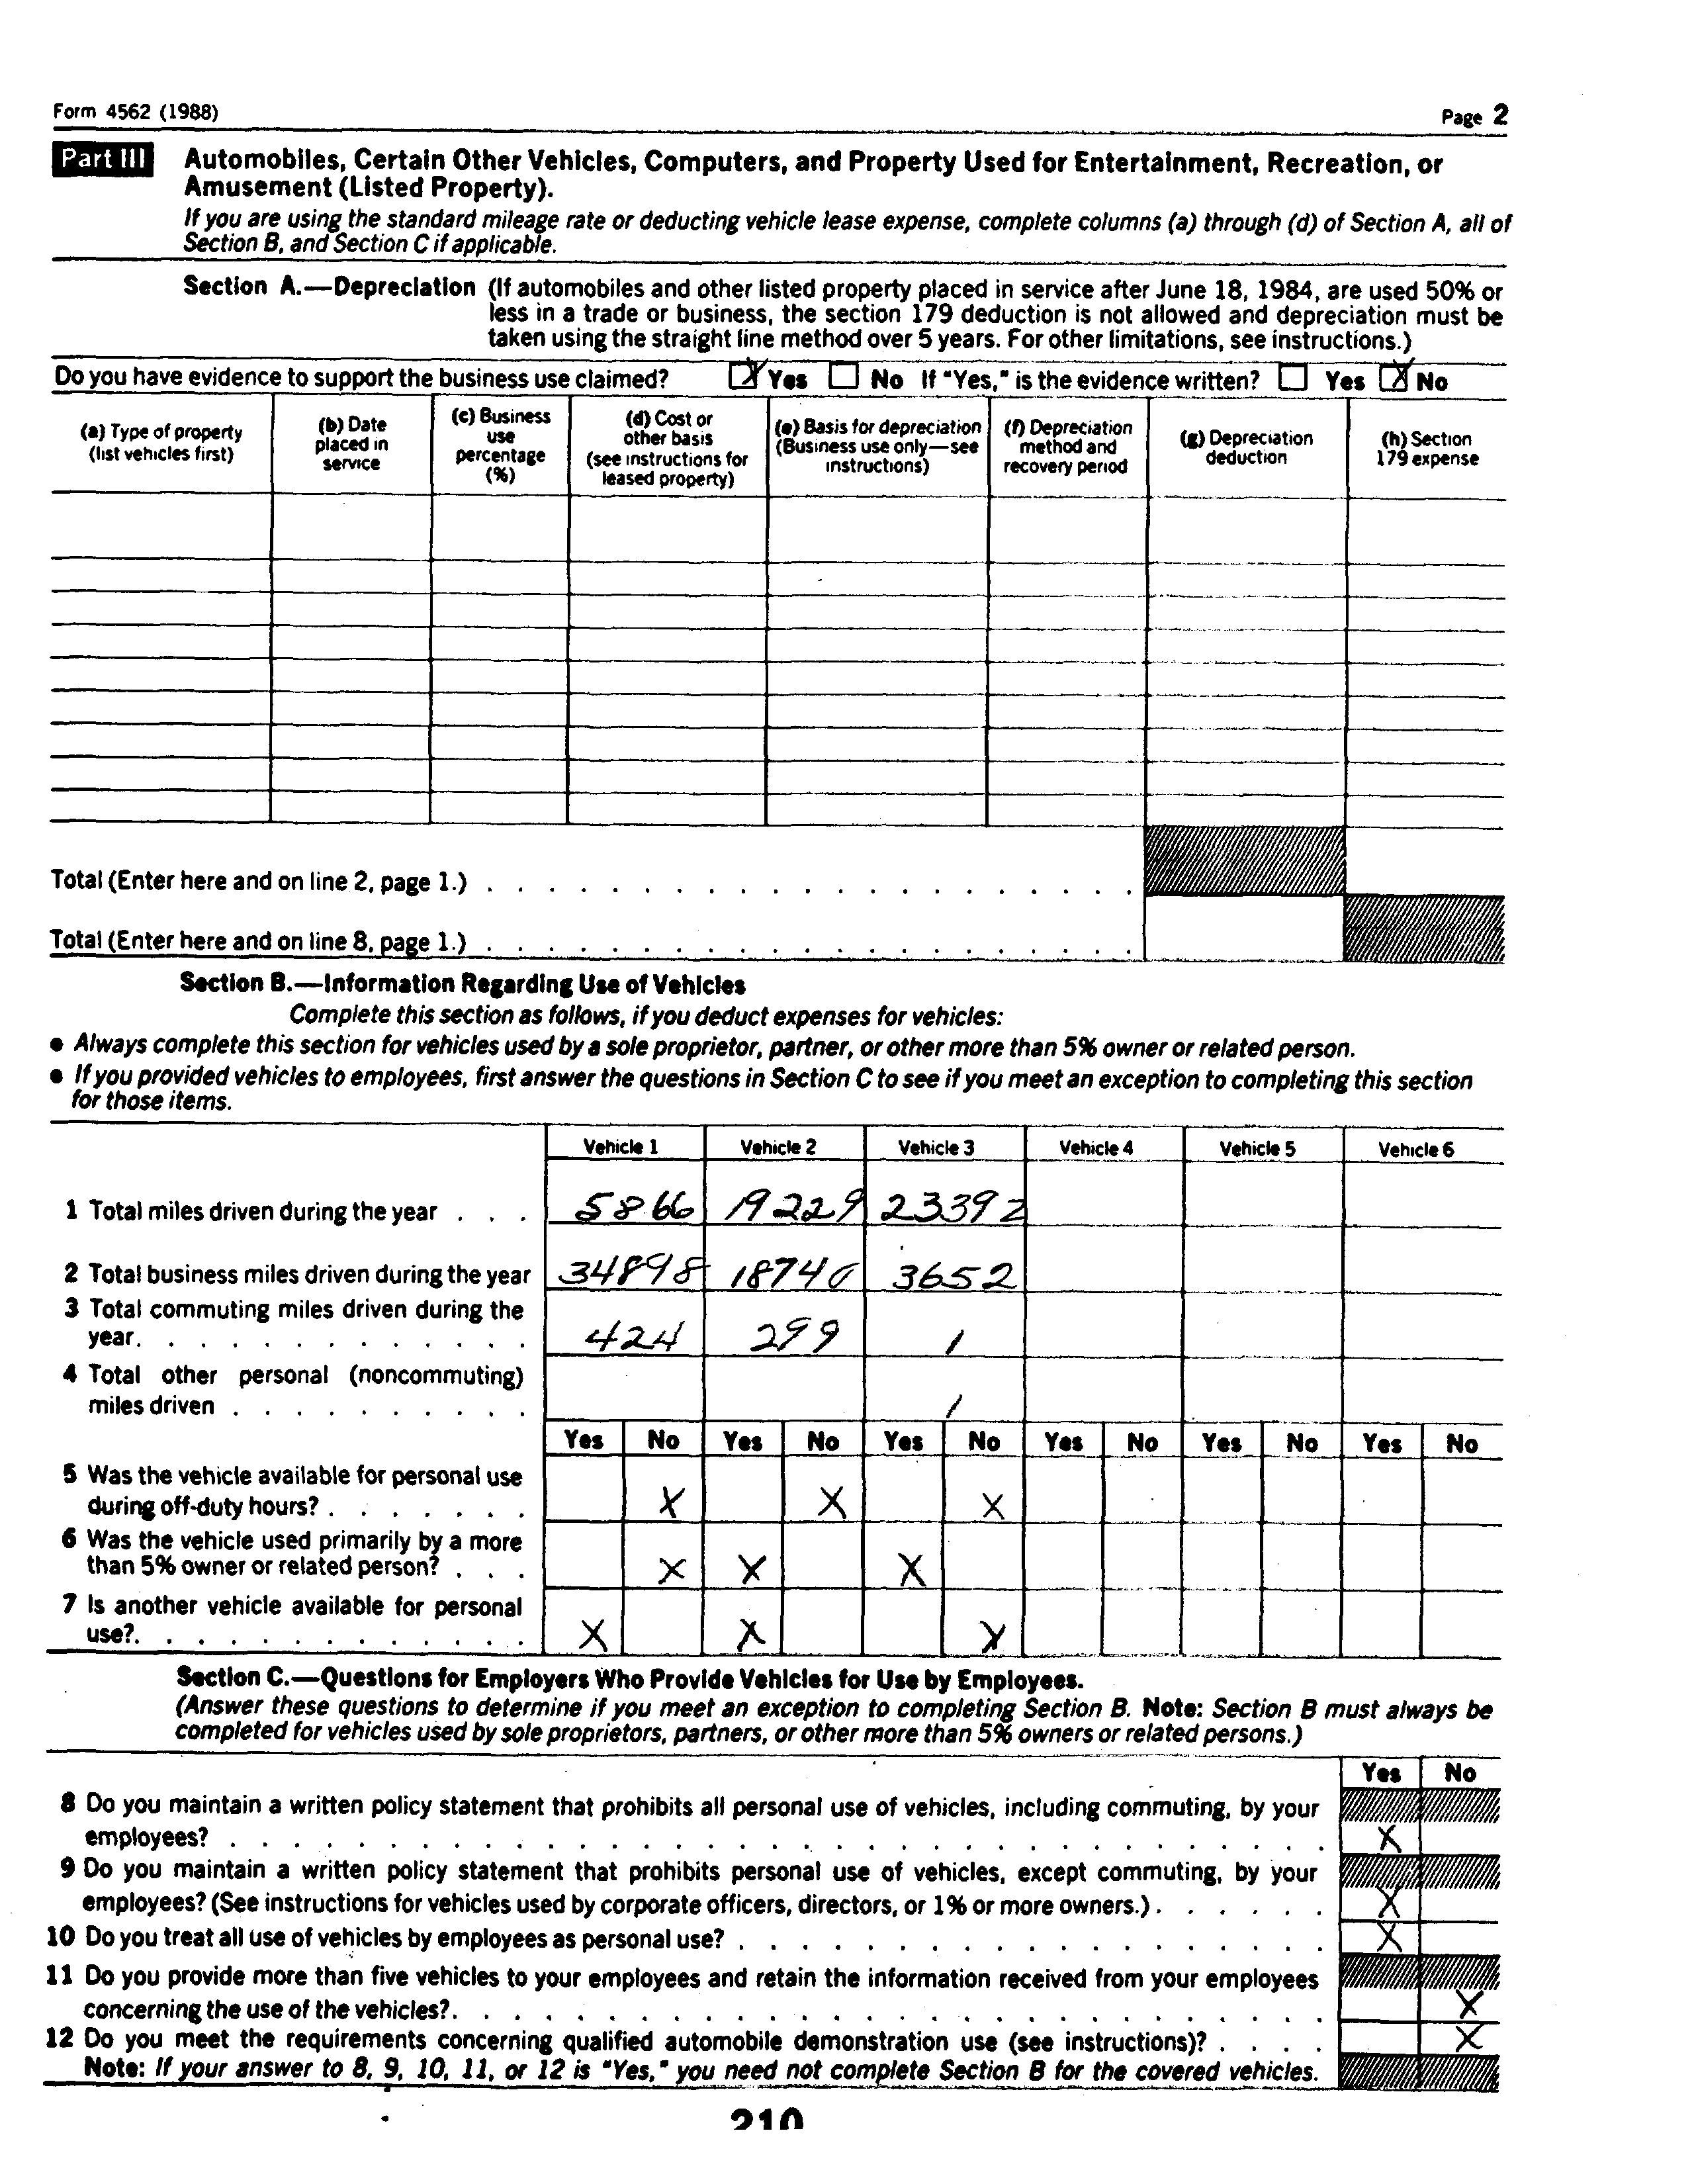 Form 4562 (1988)
Page 2
Part III
Automobiles, Certain Other Vehicles, Computers, and Property Used for Entertainment, Recreation, or
Amusement (Listed Property).
If you are using the standard mileage rate or deducting vehicle lease expense, complete columns (a) through (d) of Section A, all of
Section B, and Section C if applicable.
Section A.—Depreciation (If automobiles and other listed property placed in service after June 18, 1984, are used 50% or
less in a trade or business, the section 179 deduction is not allowed and depreciation must be
taken using the straight line method over 5 years. For other limitations, see instructions.)
Do you have evidence to support the business use claimed? X Yes No If "Yes," is the evidence written? Yes X No
(a) Type of property
(list vehicles first)
(b) Date
placed in
service
(c) Business
use
percentage
(%)
(d) Cost or
other basis
(see instructions for
leased property)
(e) Basis for depreciation
(Business use only—see
instructions)
(f) Depreciation
method and
recovery period
(g) Depreciation
deduction
(h) Section
179 expense
Total (Enter here and on line 2, page 1.) . . . . . . . . . . . . . . . . . . . . .
Total (Enter here and on line 8, page 1.) . . . . . . . . . . . . . . . . . . . . .
Section B.—Information Regarding Use of Vehicles
Complete this section as follows, if you deduct expenses for vehicles:
● Always complete this section for vehicles used by a sole proprietor, partner, or other more than 5% owner or related person.
● If you provided vehicles to employees, first answer the questions in Section C to see if you meet an exception to completing this section
for those items.
Vehicle 1 Vehicle 2 Vehicle 3 Vehicle 4 Vehicle 5 Vehicle 6
1 Total miles driven during the year . . . 5866 19229 23392
2 Total business miles driven during the year 34898 18740 3652
3 Total commuting miles driven during the
year. . . . . . . . . . . . . 424 299 /
4 Total other personal (noncommuting)
miles driven . . . . . . . . . . /
Yes No Yes No Yes No Yes No Yes No Yes No
5 Was the vehicle available for personal use
during off-duty hours? . . . . . . . X X X
6 Was the vehicle used primarily by a more
than 5% owner or related person? . . . X X X
7 Is another vehicle available for personal
use?. . . . . . . . . . . . . X X X
Section C.—Questions for Employers Who Provide Vehicles for Use by Employees.
(Answer these questions to determine if you meet an exception to completing Section B. Note: Section B must always be
completed for vehicles used by sole proprietors, partners, or other more than 5% owners or related persons.)
Yes No
8 Do you maintain a written policy statement that prohibits all personal use of vehicles, including commuting, by your
employees? . . . . . . . . . . . . . . . . . . . . . . . . . . . . . . . . . . . X
9 Do you maintain a written policy statement that prohibits personal use of vehicles, except commuting, by your
employees? (See instructions for vehicles used by corporate officers, directors, or 1% or more owners.) . . . . . . X
10 Do you treat all use of vehicles by employees as personal use? . . . . . . . . . . . . . . . . . . . X
11 Do you provide more than five vehicles to your employees and retain the information received from your employees
concerning the use of the vehicles?. . . . . . . . . . . . . . . . . . . . . . . . . . . . X
12 Do you meet the requirements concerning qualified automobile demonstration use (see instructions)? . . . . X
Note: If your answer to 8, 9, 10, 11, or 12 is "Yes," you need not complete Section B for the covered vehicles.
210